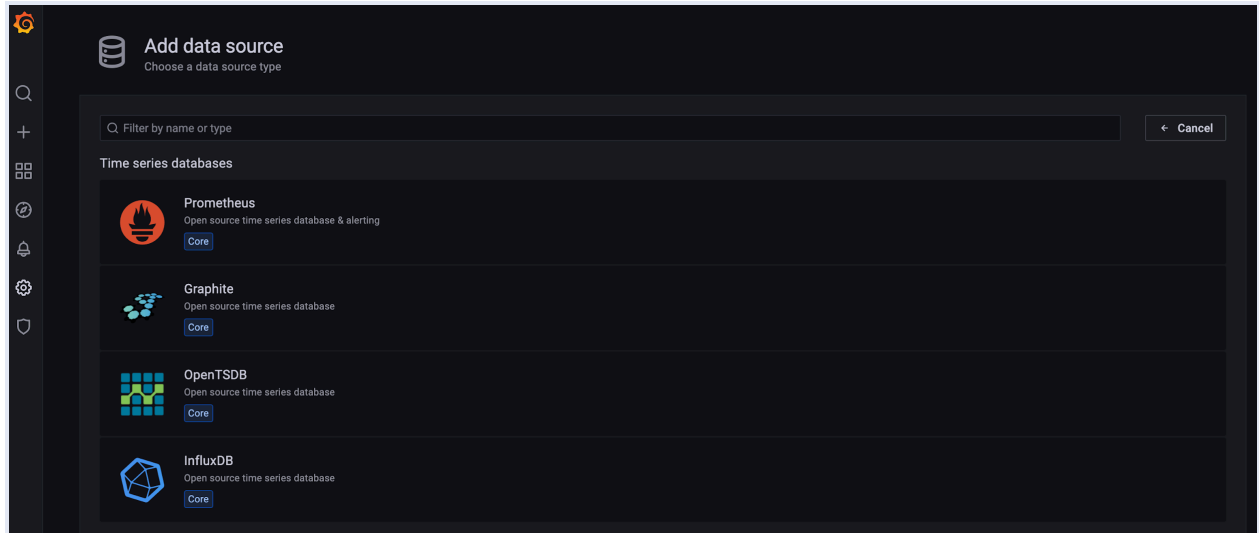 Add data source
Choose a data source type
Filter by name or type
← Cancel
Time series databases
Prometheus
Open source time series database & alerting
Core
Graphite
Open source time series database
Core
OpenTSDB
Open source time series database
Core
InfluxDB
Open source time series database
Core